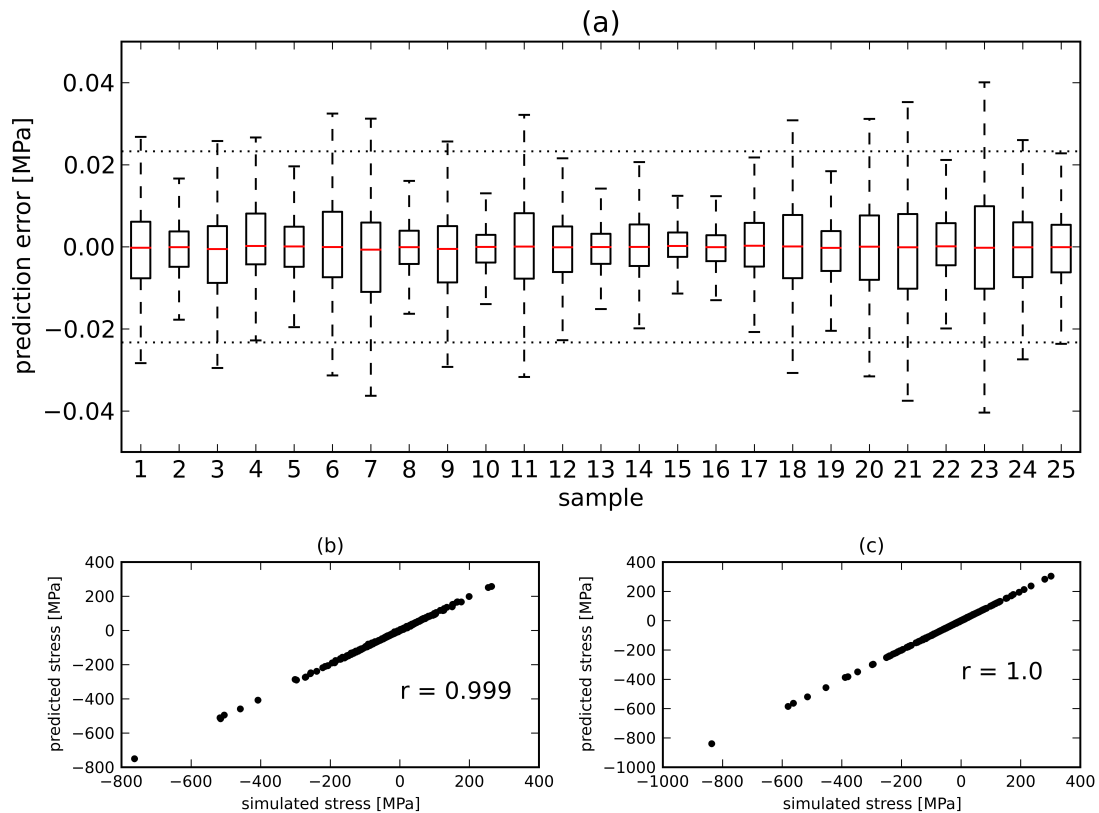 (a)
prediction error [MPa]
0.04
0.02
0.00
−0.02
−0.04
1 2 3 4 5 6 7 8 9 10 11 12 13 14 15 16 17 18 19 20 21 22 23 24 25
sample
(b)
predicted stress [MPa]
400
200
0
−200
−400
−600
−800
r = 0.999
−800 −600 −400 −200 0 200 400
simulated stress [MPa]
(c)
predicted stress [MPa]
400
200
0
−200
−400
−600
−800
−1000
r = 1.0
−1000 −800 −600 −400 −200 0 200 400
simulated stress [MPa]